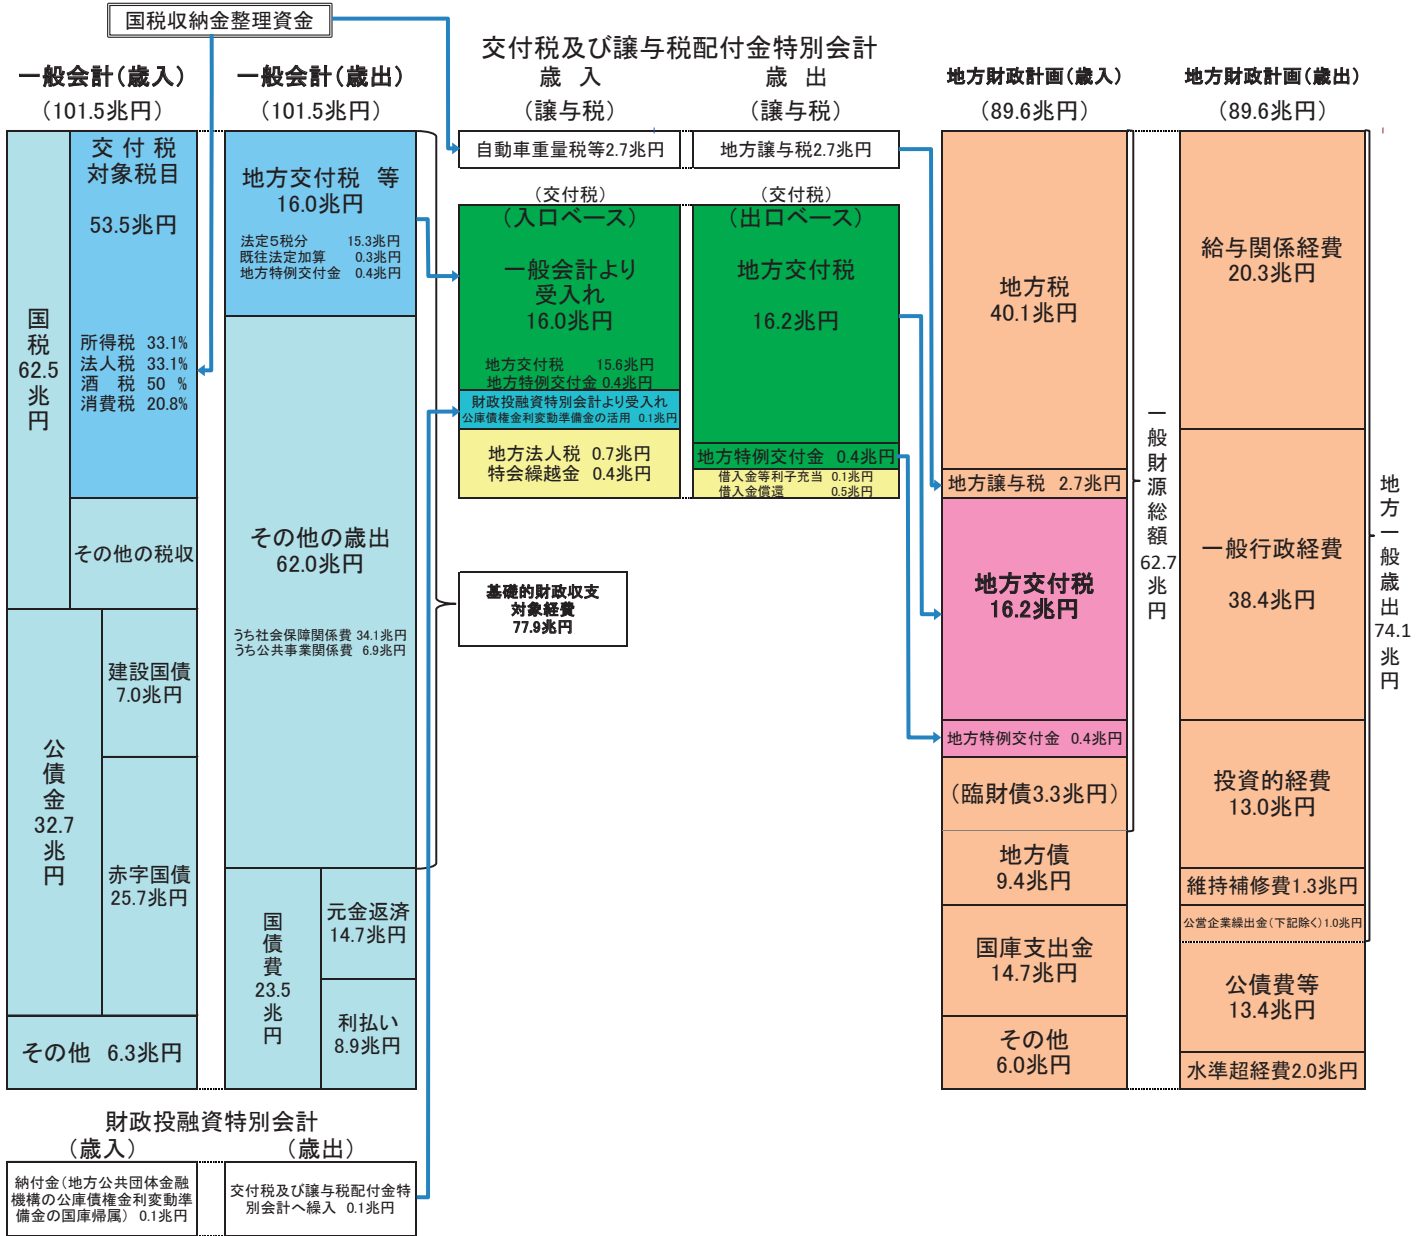 国税収納金整理資金
交付税及び譲与税配付金特別会計
一般会計(歳入)
(101.5兆円)
国税
62.5
兆円
交 付 税
対象税目
53.5兆円
所得税 33.1%
法人税 33.1%
酒 税 50 %
消費税 20.8%
その他の税収
公債金
32.7
兆円
建設国債
7.0兆円
赤字国債
25.7兆円
その他 6.3兆円
一般会計(歳出)
(101.5兆円)
地方交付税 等
16.0兆円
法定5税分 15.3兆円
既往法定加算 0.3兆円
地方特例交付金 0.4兆円
その他の歳出
62.0兆円
うち社会保障関係費 34.1兆円
うち公共事業関係費 6.9兆円
国債費
23.5
兆円
元金返済
14.7兆円
利払い
8.9兆円
基礎的財政収支
対象経費
77.9兆円
歳 入
(譲与税)
自動車重量税等2.7兆円
(交付税)
(入口ベース)
一般会計より
受入れ
16.0兆円
地方交付税 15.6兆円
地方特例交付金 0.4兆円
財政投融資特別会計より受入れ
公庫債権金利変動準備金の活用 0.1兆円
地方法人税 0.7兆円
特会繰越金 0.4兆円
歳 出
(譲与税)
地方譲与税2.7兆円
(交付税)
(出口ベース)
地方交付税
16.2兆円
地方特例交付金 0.4兆円
借入金等利子充当 0.1兆円
借入金償還 0.5兆円
地方財政計画(歳入)
(89.6兆円)
地方税
40.1兆円
地方譲与税 2.7兆円
地方交付税
16.2兆円
地方特例交付金 0.4兆円
(臨財債3.3兆円)
地方債
9.4兆円
国庫支出金
14.7兆円
その他
6.0兆円
一般財源総額
62.7
兆円
地方財政計画(歳出)
(89.6兆円)
給与関係経費
20.3兆円
一般行政経費
38.4兆円
投資的経費
13.0兆円
維持補修費1.3兆円
公営企業繰出金(下記除く)1.0兆円
公債費等
13.4兆円
水準超経費2.0兆円
地方一般歳出
74.1
兆円
財政投融資特別会計
(歳入)
納付金(地方公共団体金融
機構の公庫債権金利変動準
備金の国庫帰属) 0.1兆円
(歳出)
交付税及び譲与税配付金特
別会計へ繰入 0.1兆円